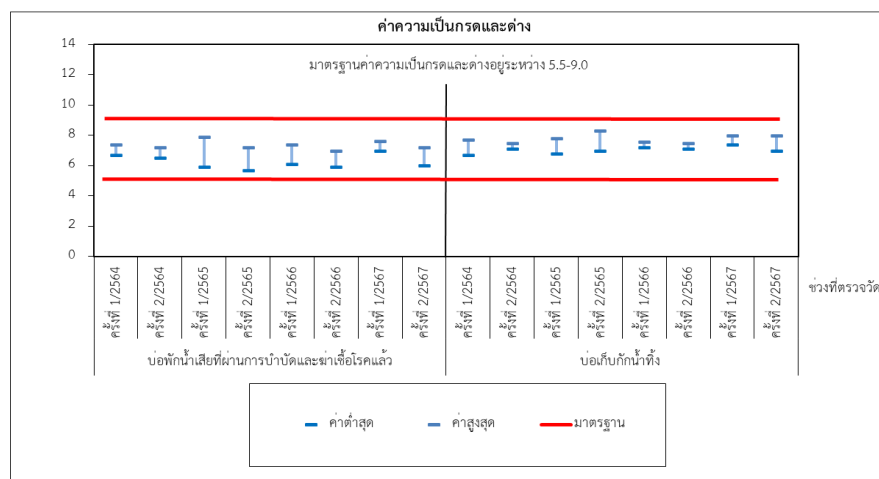 ค่าความเป็นกรดและด่าง
มาตรฐานค่าความเป็นกรดและด่างอยู่ระหว่าง 5.5-9.0
14
12
10
8
6
4
2
0
ครั้งที่ 1/2564
ครั้งที่ 2/2564
ครั้งที่ 1/2565
ครั้งที่ 2/2565
ครั้งที่ 1/2566
ครั้งที่ 2/2566
ครั้งที่ 1/2567
ครั้งที่ 2/2567
ครั้งที่ 1/2564
ครั้งที่ 2/2564
ครั้งที่ 1/2565
ครั้งที่ 2/2565
ครั้งที่ 1/2566
ครั้งที่ 2/2566
ครั้งที่ 1/2567
ครั้งที่ 2/2567
ช่วงที่ตรวจวัด
บ่อพักน้ำเสียที่ผ่านการบำบัดและฆ่าเชื้อโรคแล้ว
บ่อเก็บกักน้ำทิ้ง
ค่าต่ำสุด
ค่าสูงสุด
มาตรฐาน